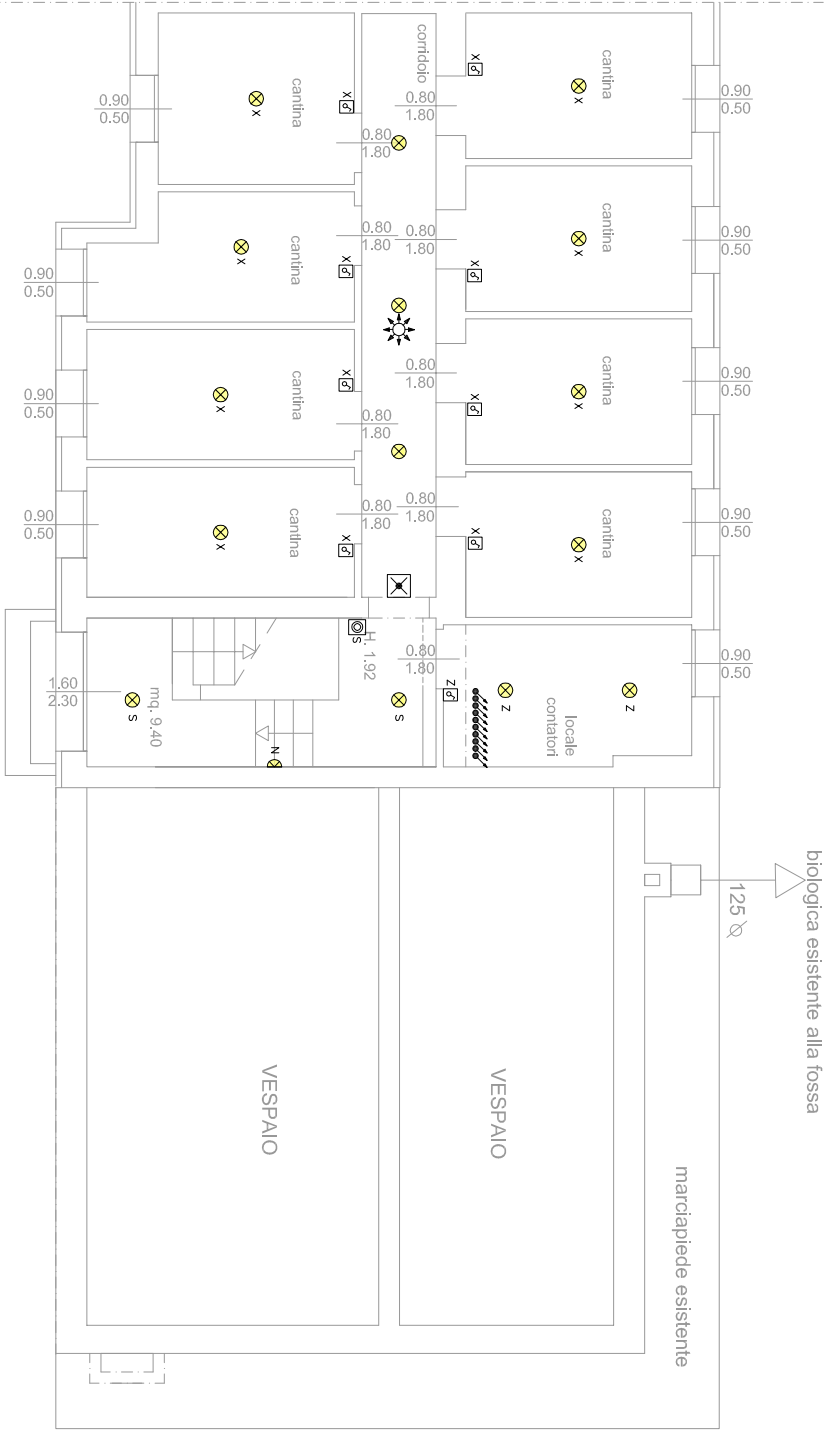 corridoio
cantina
cantina
X
X
X
X
0.90
0.50
0.80
1.80
0.80
1.80
0.90
0.50
cantina
cantina
X
X
X
X
0.90
0.50
0.80
1.80
0.80
1.80
0.90
0.50
cantina
cantina
X
X
X
X
0.90
0.50
0.80
1.80
0.80
1.80
0.90
0.50
cantina
cantina
X
X
X
X
0.90
0.50
0.80
1.80
0.80
1.80
0.90
0.50
1.60
2.30
S
mq. 9.40
N
S
H. 1.92
S
0.80
1.80
Z
Z
locale
contatori
Z
0.90
0.50
biologica esistente alla fossa
125 ⌀
VESPAIO
VESPAIO
marciapiede esistente